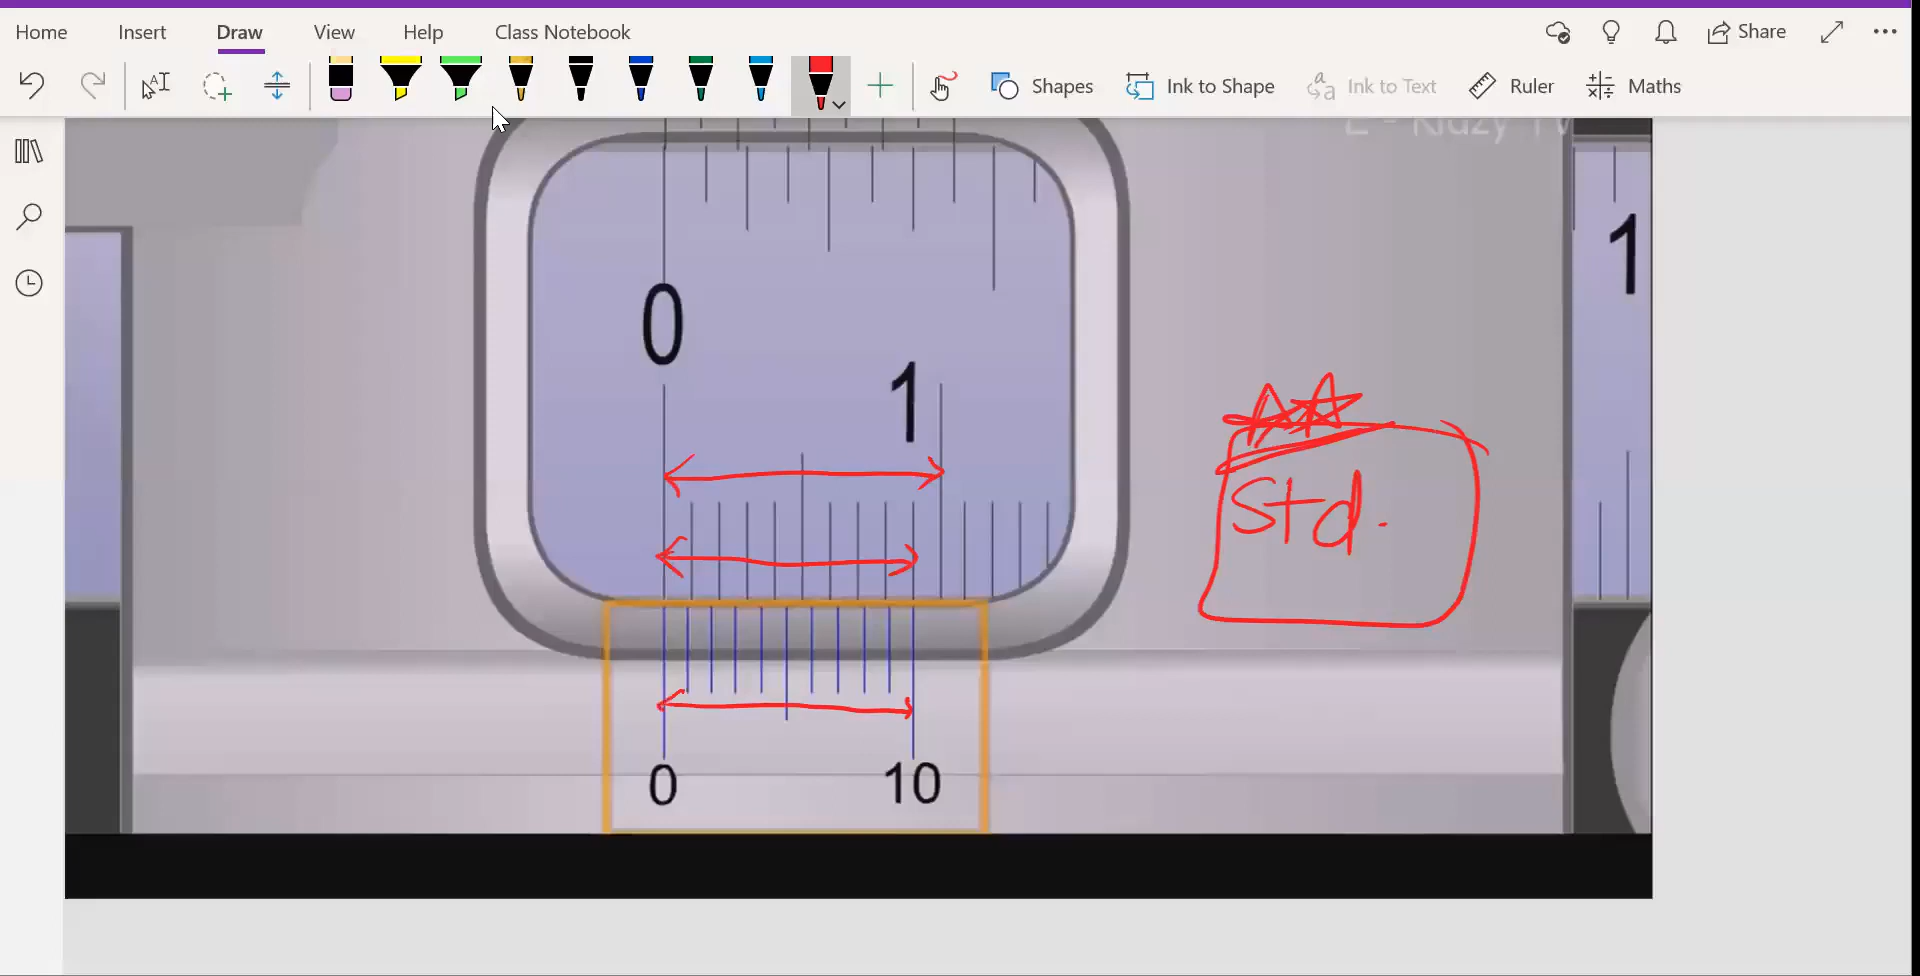 Home Insert Draw View Help Class Notebook Share
Shapes Ink to Shape Ink to Text Ruler Maths
1
0
1
Std.
0 10